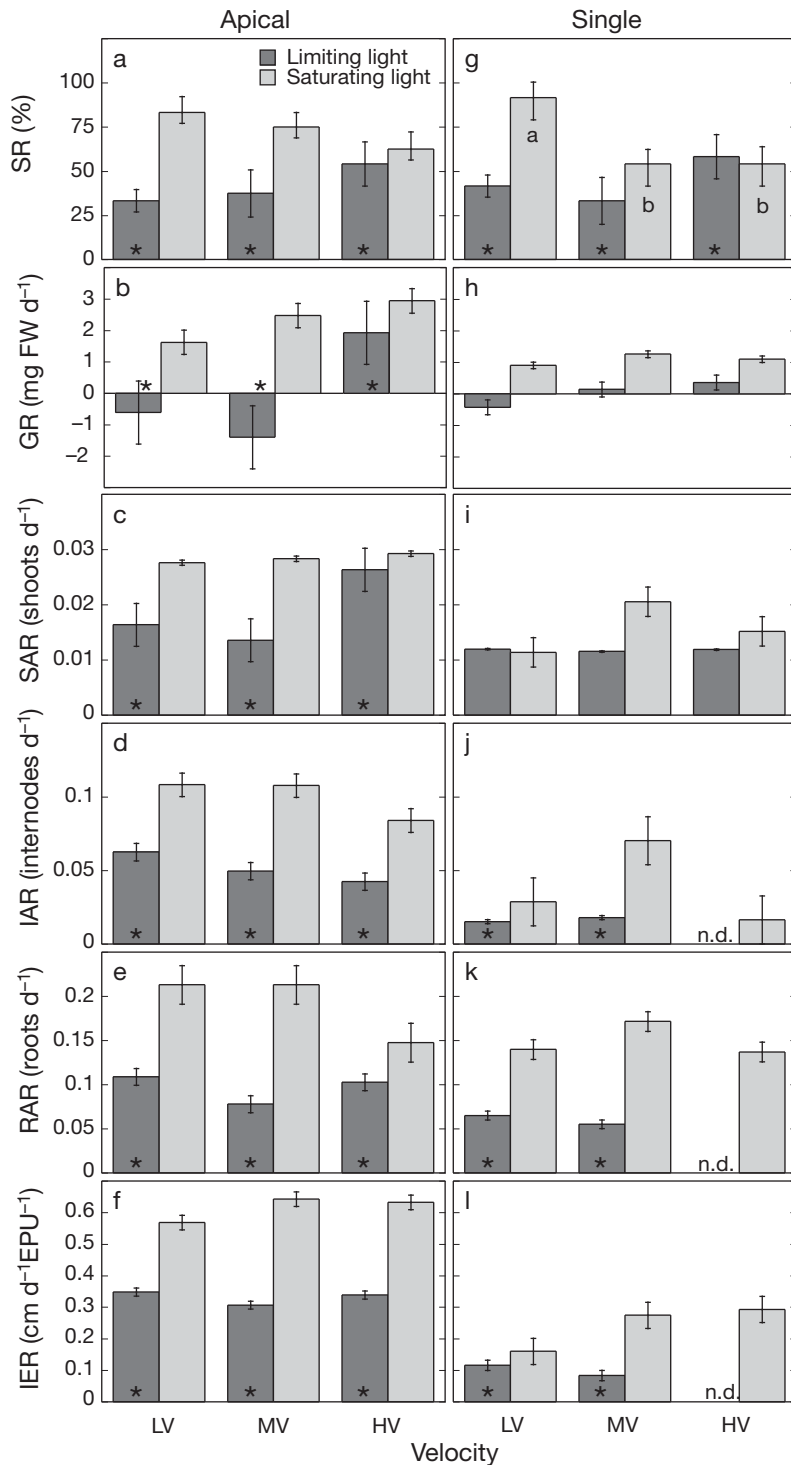 Apical
Single
a
Limiting light
Saturating light
g
SR (%)
100
75
50
25
0
* * *
a
b
b
* * *
b
h
GR (mg FW d⁻¹)
3
2
1
0
−1
−2
* * *
c
i
SAR (shoots d⁻¹)
0.03
0.02
0.01
0
* * *
d
j
IAR (internodes d⁻¹)
0.1
0.05
0
* * *
* *
n.d.
e
k
RAR (roots d⁻¹)
0.2
0.15
0.1
0.05
0
* * *
* *
n.d.
f
l
IER (cm d⁻¹EPU⁻¹)
0.6
0.5
0.4
0.3
0.2
0.1
0
* * *
* *
n.d.
LV MV HV
LV MV HV
Velocity